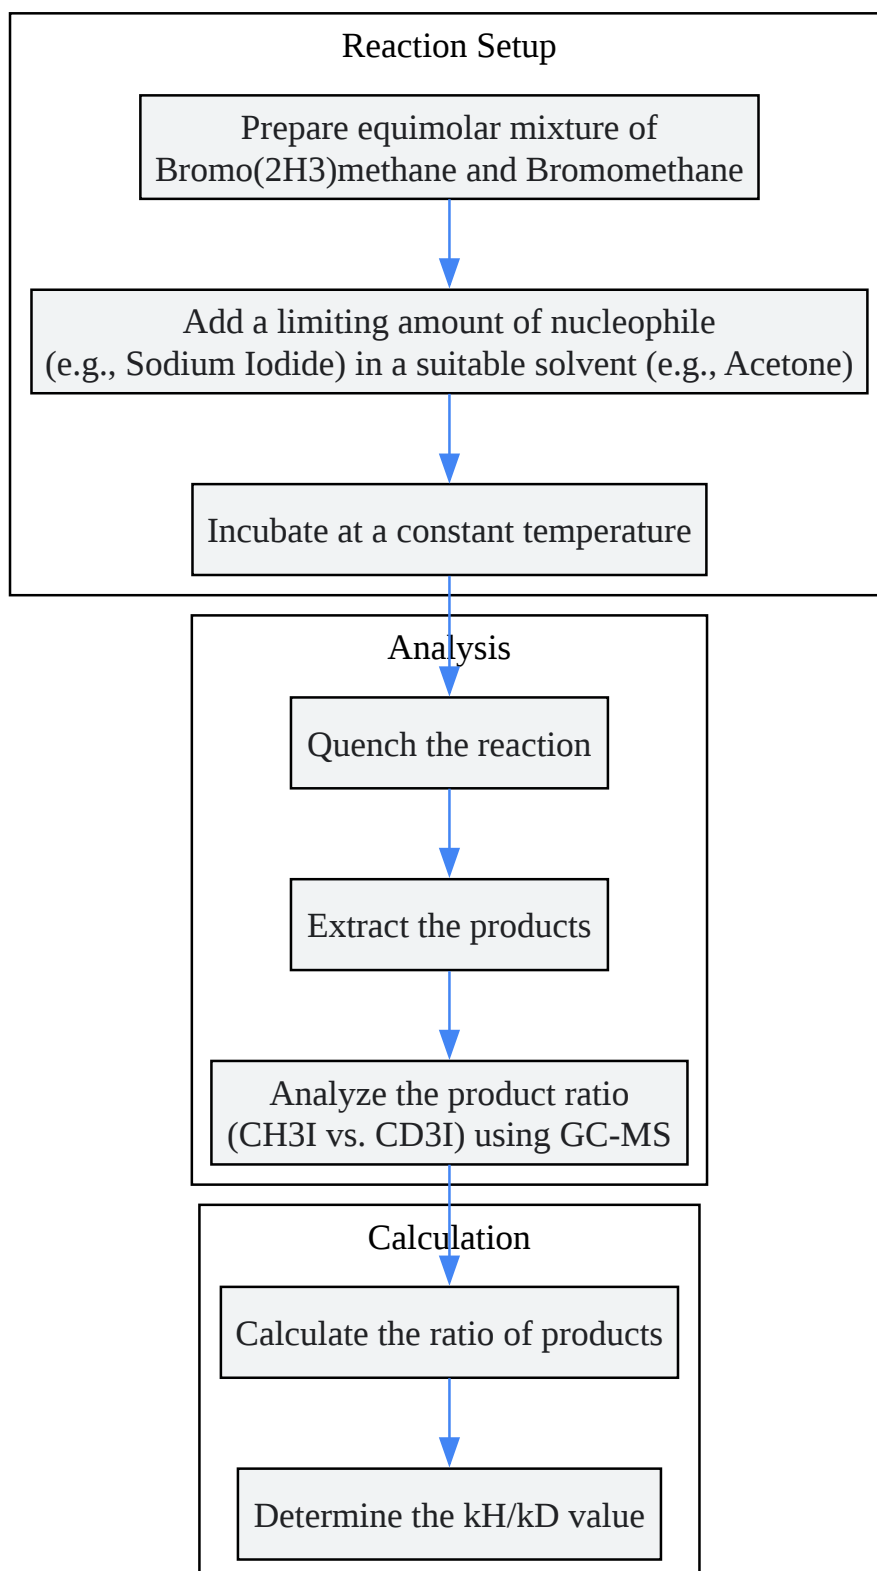 Reaction Setup
Prepare equimolar mixture of
Bromo(2H3)methane and Bromomethane
Add a limiting amount of nucleophile
(e.g., Sodium Iodide) in a suitable solvent (e.g., Acetone)
Incubate at a constant temperature
Analysis
Quench the reaction
Extract the products
Analyze the product ratio
(CH3I vs. CD3I) using GC-MS
Calculation
Calculate the ratio of products
Determine the kH/kD value